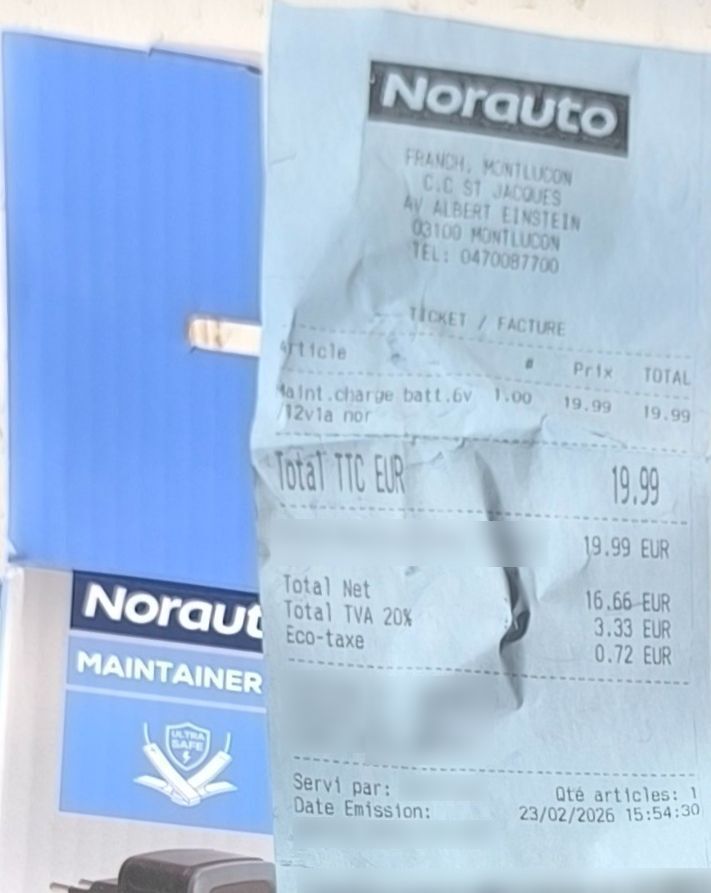 Norauto
FRANCH. MONTLUCON
C.C ST JACQUES
AV ALBERT EINSTEIN
03100 MONTLUCON
TEL: 0470087700
TICKET / FACTURE
Article # Prix TOTAL
Maint.charge batt.6v 1.00 19.99 19.99
/12v1a nor
Total TTC EUR 19.99
19.99 EUR
Total Net 16.66 EUR
Total TVA 20% 3.33 EUR
Eco-taxe 0.72 EUR
Servi par: Qté articles: 1
Date Emission: 23/02/2026 15:54:30
Noraut
MAINTAINER
ULTRA
SAFE